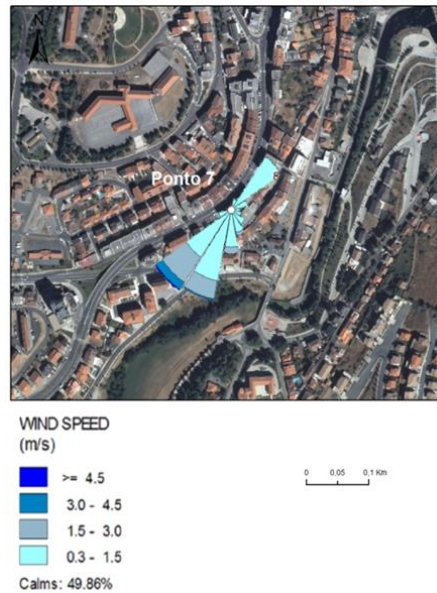 N
Ponto 7
WIND SPEED
(m/s)
>= 4.5
3.0 - 4.5
1.5 - 3.0
0.3 - 1.5
Calms: 49.86%
0 0,05 0,1 Km